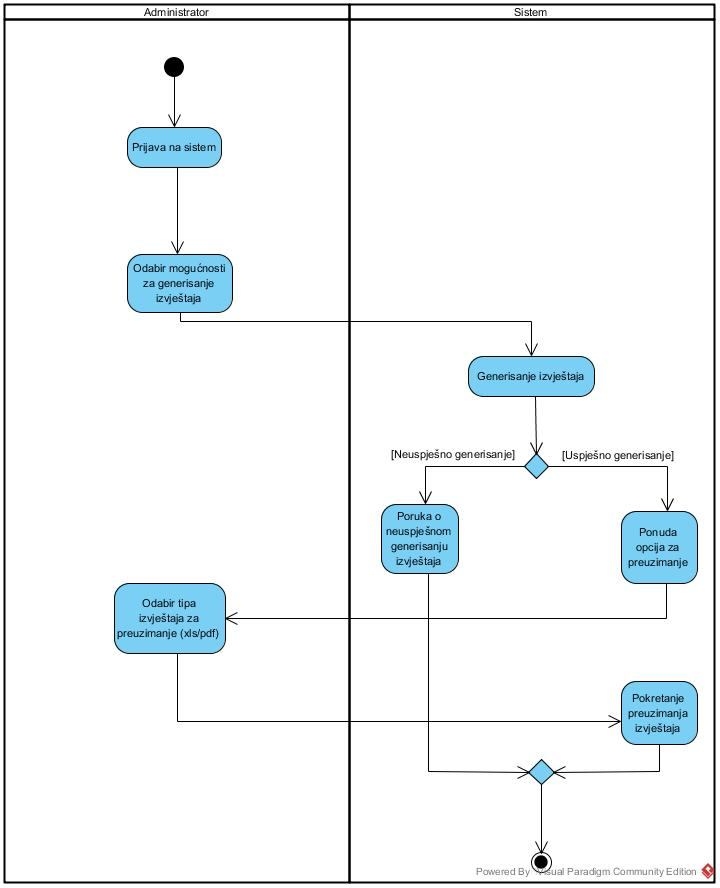 Administrator
Sistem
Prijava na sistem
Odabir mogućnosti
za generisanje
izvještaja
Generisanje izvještaja
[Neuspješno generisanje]
[Uspješno generisanje]
Poruka o
neuspješnom
generisanju
izvještaja
Ponuda
opcija za
preuzimanje
Odabir tipa
izvještaja za
preuzimanje (xls/pdf)
Pokretanje
preuzimanja
izvještaja
Powered By Visual Paradigm Community Edition